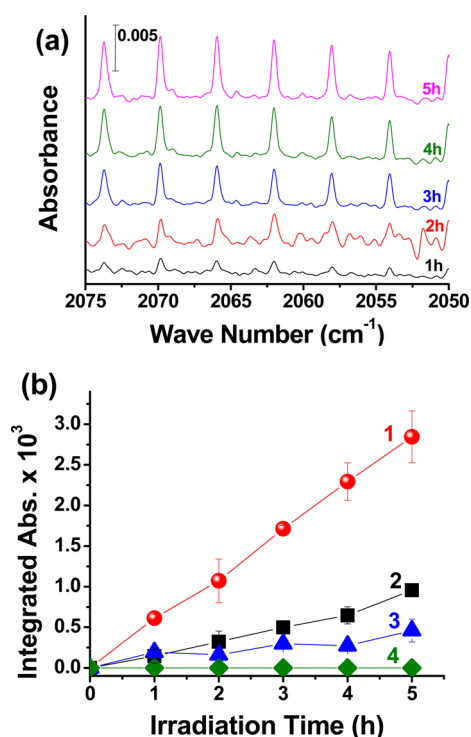 (a)
0.005
5h
4h
3h
2h
1h
Absorbance
2075 2070 2065 2060 2055 2050
Wave Number (cm⁻¹)
(b)
3.0
2.5
2.0
1.5
1.0
0.5
0.0
1
2
3
4
Integrated Abs. x 10³
0 1 2 3 4 5
Irradiation Time (h)